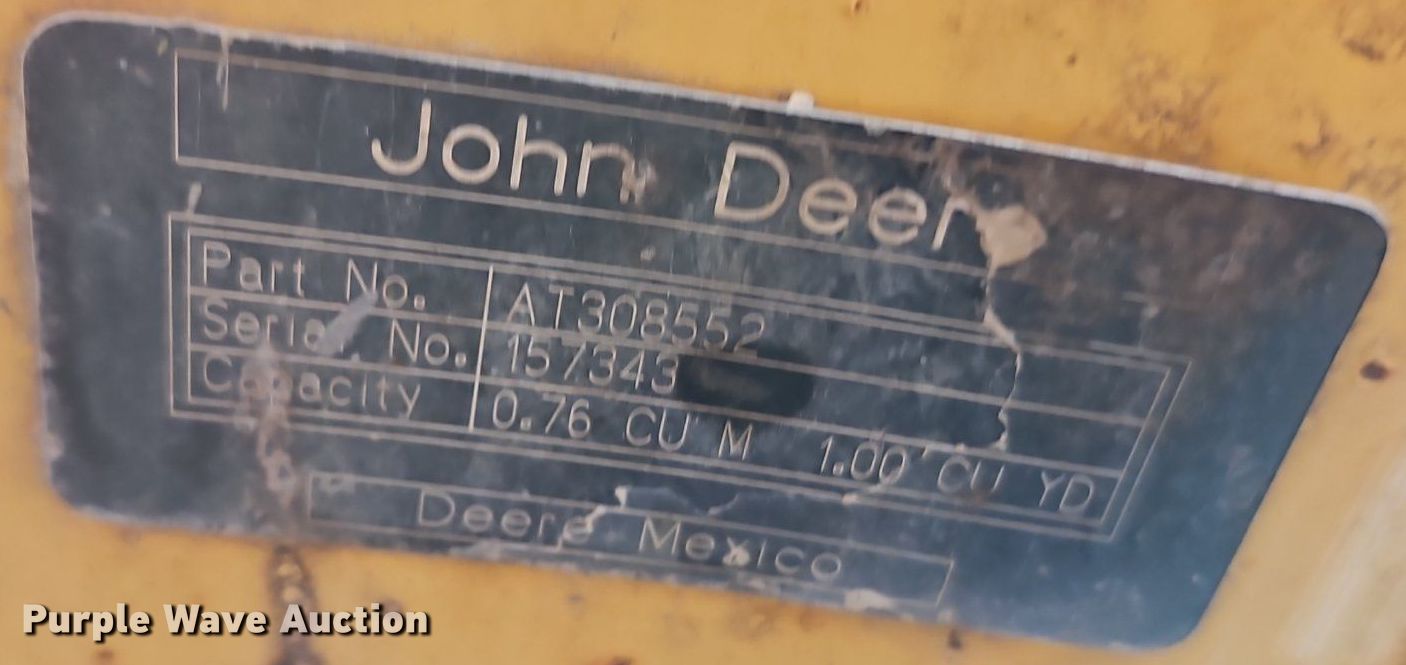 John Deer
Part No. AT308552
Serial No. 157343
Capacity 0.76 CU M 1.00 CU YD
Deere Mexico
Purple Wave Auction